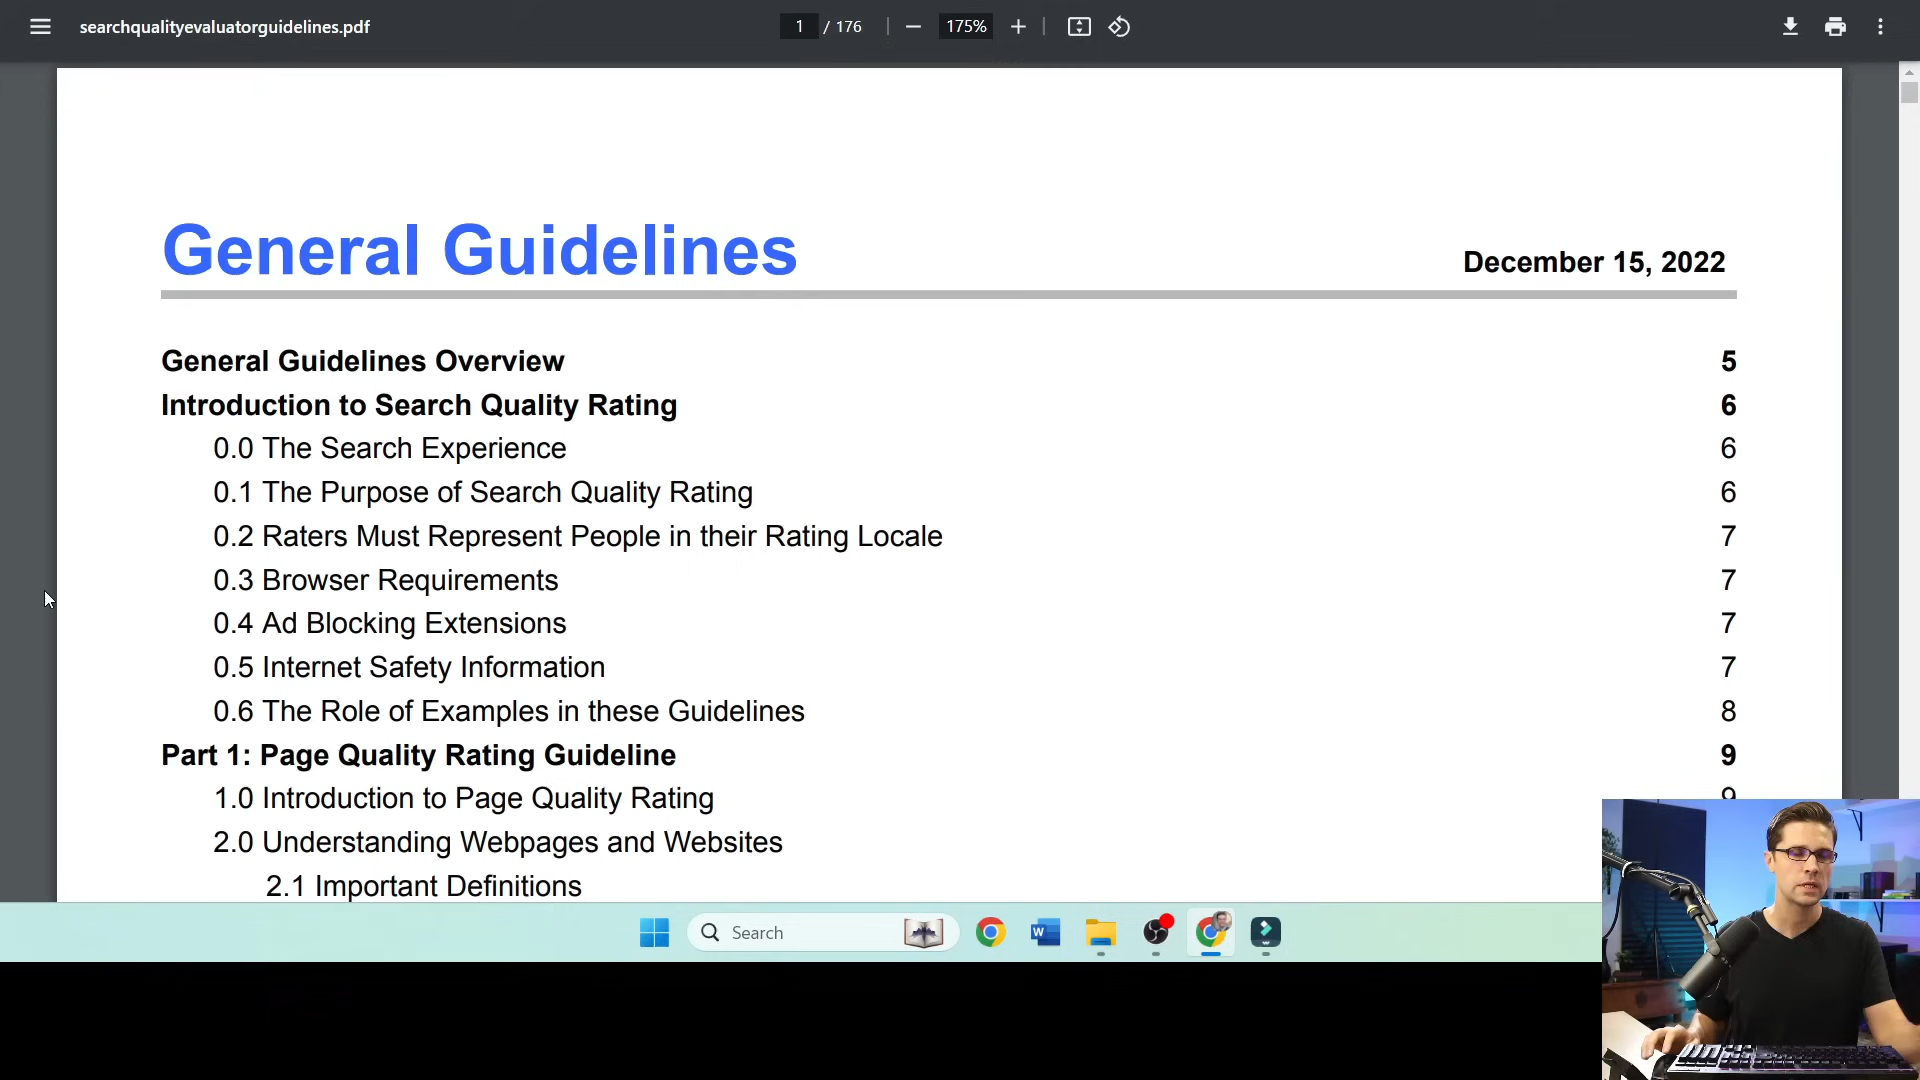 searchqualityevaluatorguidelines.pdf
1 / 176
175%
General Guidelines
December 15, 2022
General Guidelines Overview 5
Introduction to Search Quality Rating 6
0.0 The Search Experience 6
0.1 The Purpose of Search Quality Rating 6
0.2 Raters Must Represent People in their Rating Locale 7
0.3 Browser Requirements 7
0.4 Ad Blocking Extensions 7
0.5 Internet Safety Information 7
0.6 The Role of Examples in these Guidelines 8
Part 1: Page Quality Rating Guideline 9
1.0 Introduction to Page Quality Rating 9
2.0 Understanding Webpages and Websites
2.1 Important Definitions
Search
W